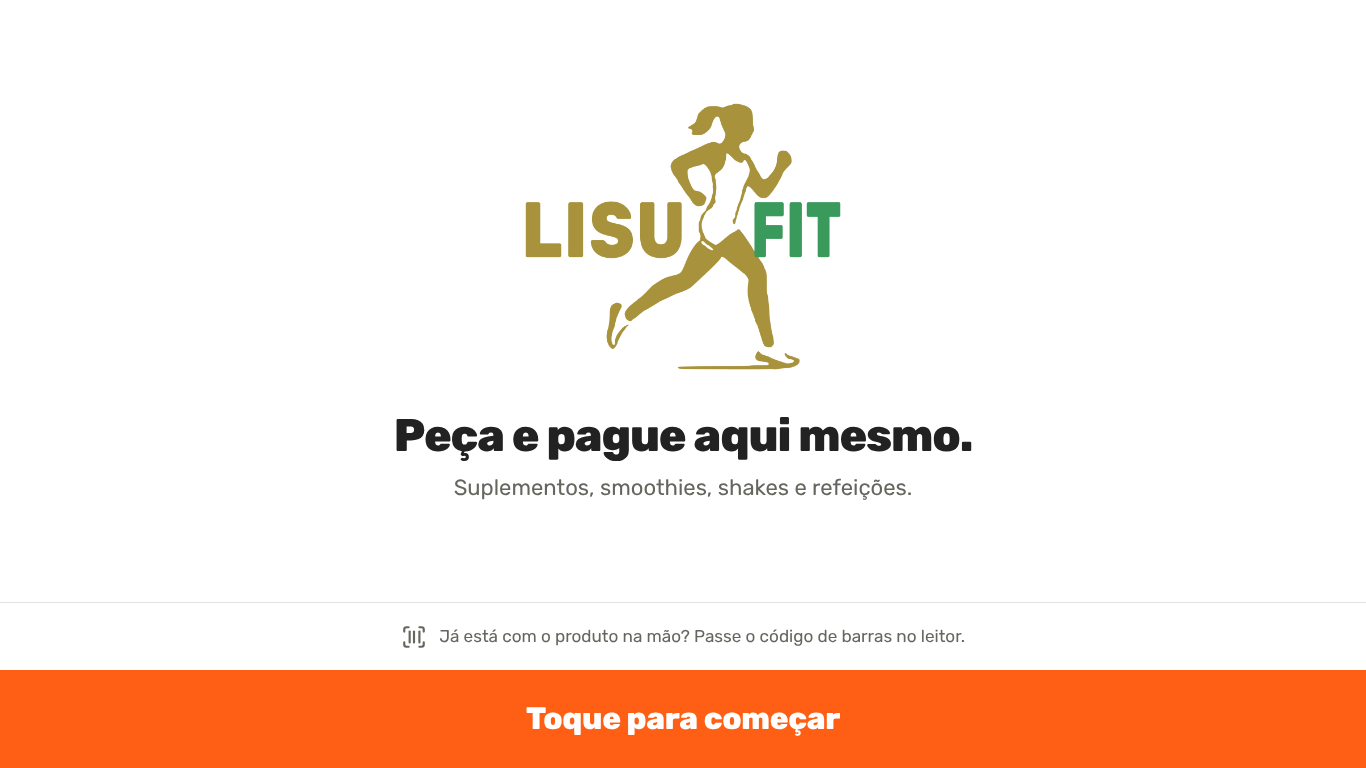 LISU FIT
Peça e pague aqui mesmo.
Suplementos, smoothies, shakes e refeições.
Já está com o produto na mão? Passe o código de barras no leitor.
Toque para começar